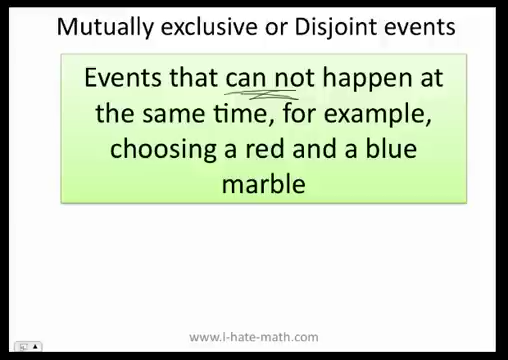 Mutually exclusive or Disjoint events
Events that can not happen at
the same time, for example,
choosing a red and a blue
marble
www.I-hate-math.com